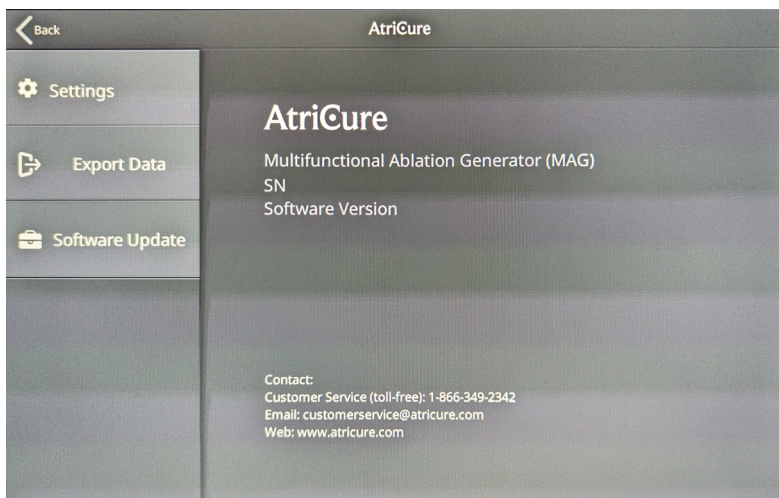 Back
AtriCure
Settings
Export Data
Software Update
AtriCure
Multifunctional Ablation Generator (MAG)
SN
Software Version
Contact:
Customer Service (toll-free): 1-866-349-2342
Email: customerservice@atricure.com
Web: www.atricure.com